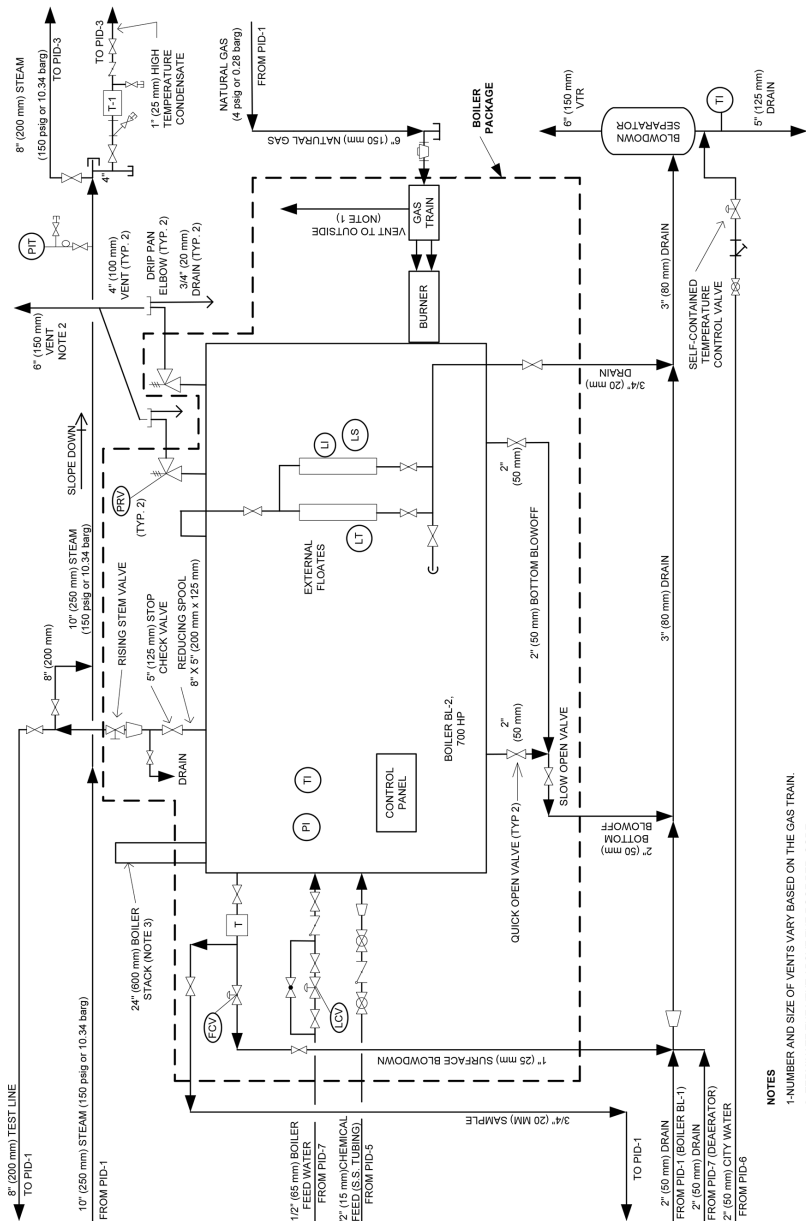 8" (200 mm) STEAM
(150 psig or 10.34 barg)
TO PID-3
TO PID-3
1" (25 mm) HIGH
TEMPERATURE
CONDENSATE
T-1
4"
PIT
NATURAL GAS
(4 psig or 0.28 barg)
FROM PID-1
6" (150 mm) NATURAL GAS
BOILER
PACKAGE
6" (150 mm)
VTR
BLOWDOWN
SEPARATOR
TI
5" (125 mm)
DRAIN
4" (100 mm)
VENT (TYP. 2)
DRIP PAN
ELBOW (TYP. 2)
3/4" (20 mm)
DRAIN (TYP. 2)
VENT TO OUTSIDE
(NOTE 1)
GAS
TRAIN
BURNER
6" (150 mm)
VENT
NOTE 2
SLOPE DOWN
PRV
(TYP. 2)
3/4" (20 mm)
DRAIN
3" (80 mm) DRAIN
SELF-CONTAINED
TEMPERATURE
CONTROL VALVE
LI
LS
LT
EXTERNAL
FLOATES
2"
(50 mm)
10" (250 mm) STEAM
(150 psig or 10.34 barg)
8" (200 mm)
RISING STEM VALVE
5" (125 mm) STOP
CHECK VALVE
REDUCING SPOOL
8" X 5" (200 mm x 125 mm)
DRAIN
2" (50 mm) BOTTOM BLOWOFF
3" (80 mm) DRAIN
BOILER BL-2,
700 HP
2"
(50 mm)
SLOW OPEN VALVE
PI
TI
CONTROL
PANEL
QUICK OPEN VALVE (TYP 2)
2" (50 mm)
BOTTOM
BLOWOFF
24" (600 mm) BOILER
STACK (NOTE 3)
T
FCV
LCV
1" (25 mm) SURFACE BLOWDOWN
3/4" (20 MM) SAMPLE
8" (200 mm) TEST LINE
TO PID-1
10" (250 mm) STEAM (150 psig or 10.34 barg)
FROM PID-1
1/2" (65 mm) BOILER
FEED WATER
FROM PID-7
/2" (15 mm)CHEMICAL
FEED (S.S. TUBING)
FROM PID-5
TO PID-1
2" (50 mm) DRAIN
FROM PID-1 (BOILER BL-1)
2" (50 mm) DRAIN
FROM PID-7 (DEAERATOR)
2" (50 mm) CITY WATER
FROM PID-6
NOTES
1-NUMBER AND SIZE OF VENTS VARY BASED ON THE GAS TRAIN.